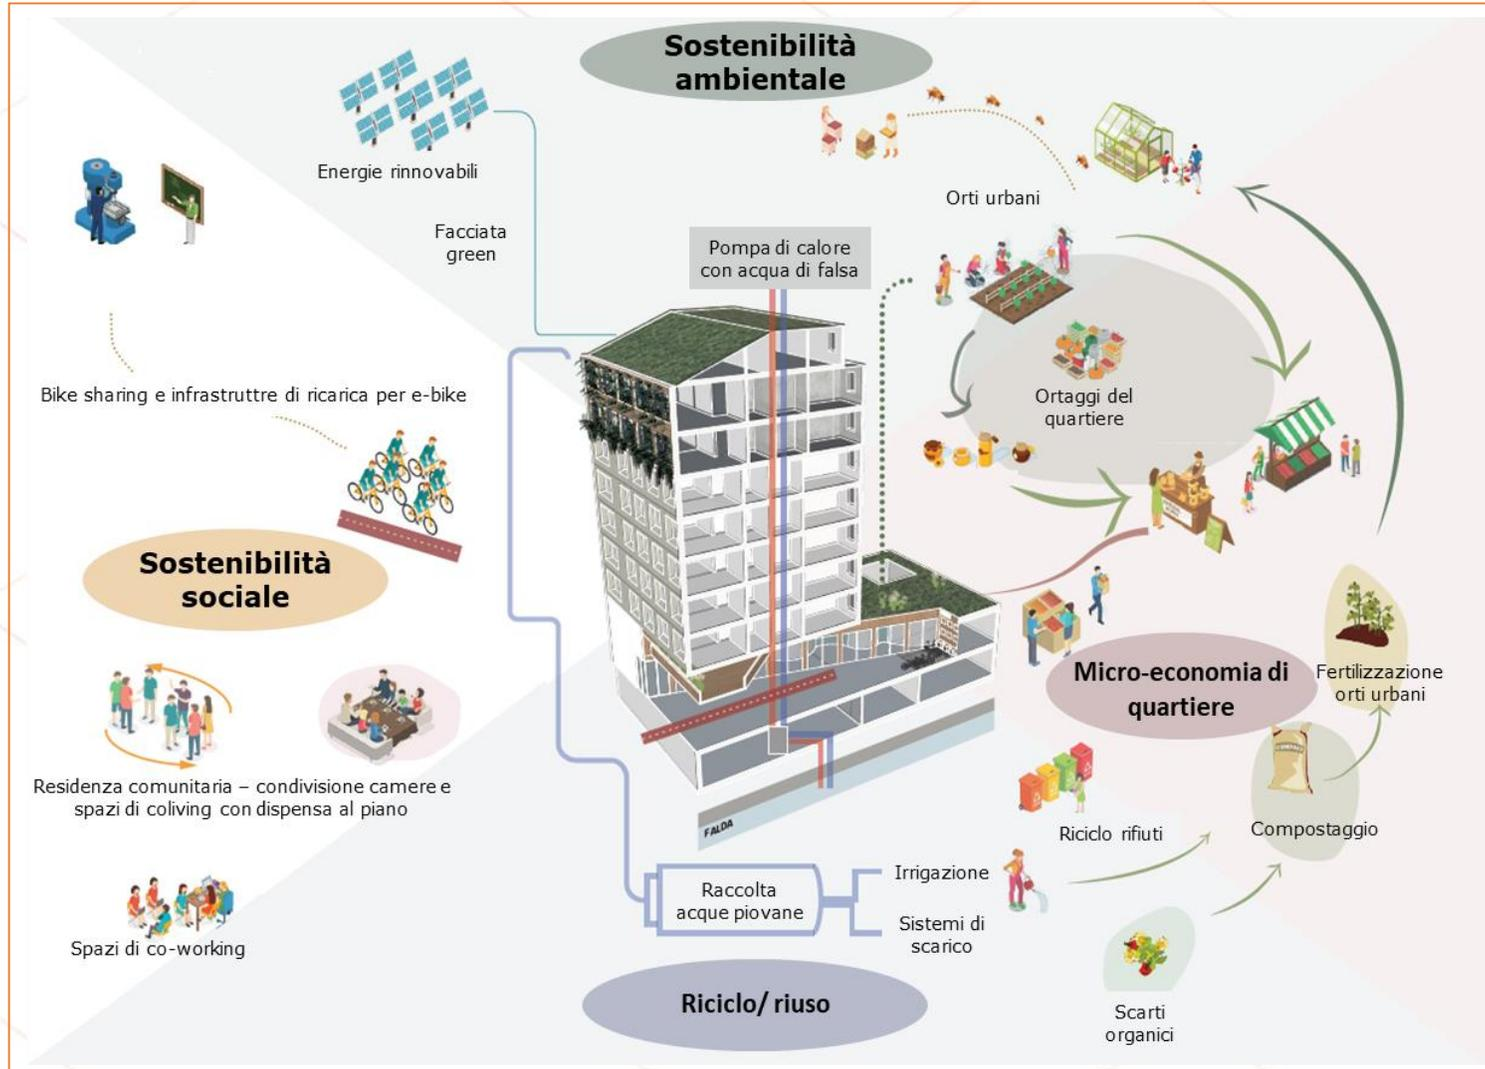 Sostenibilità
ambientale
Energie rinnovabili
Facciata
green
Orti urbani
Pompa di calore
con acqua di falsa
Ortaggi del
quartiere
Bike sharing e infrastruttre di ricarica per e-bike
Sostenibilità
sociale
Micro-economia di
quartiere
Fertilizzazione
orti urbani
Residenza comunitaria – condivisione camere e
spazi di coliving con dispensa al piano
FALDA
Riciclo rifiuti
Compostaggio
Raccolta
acque piovane
Irrigazione
Sistemi di
scarico
Spazi di co-working
Riciclo/ riuso
Scarti
organici